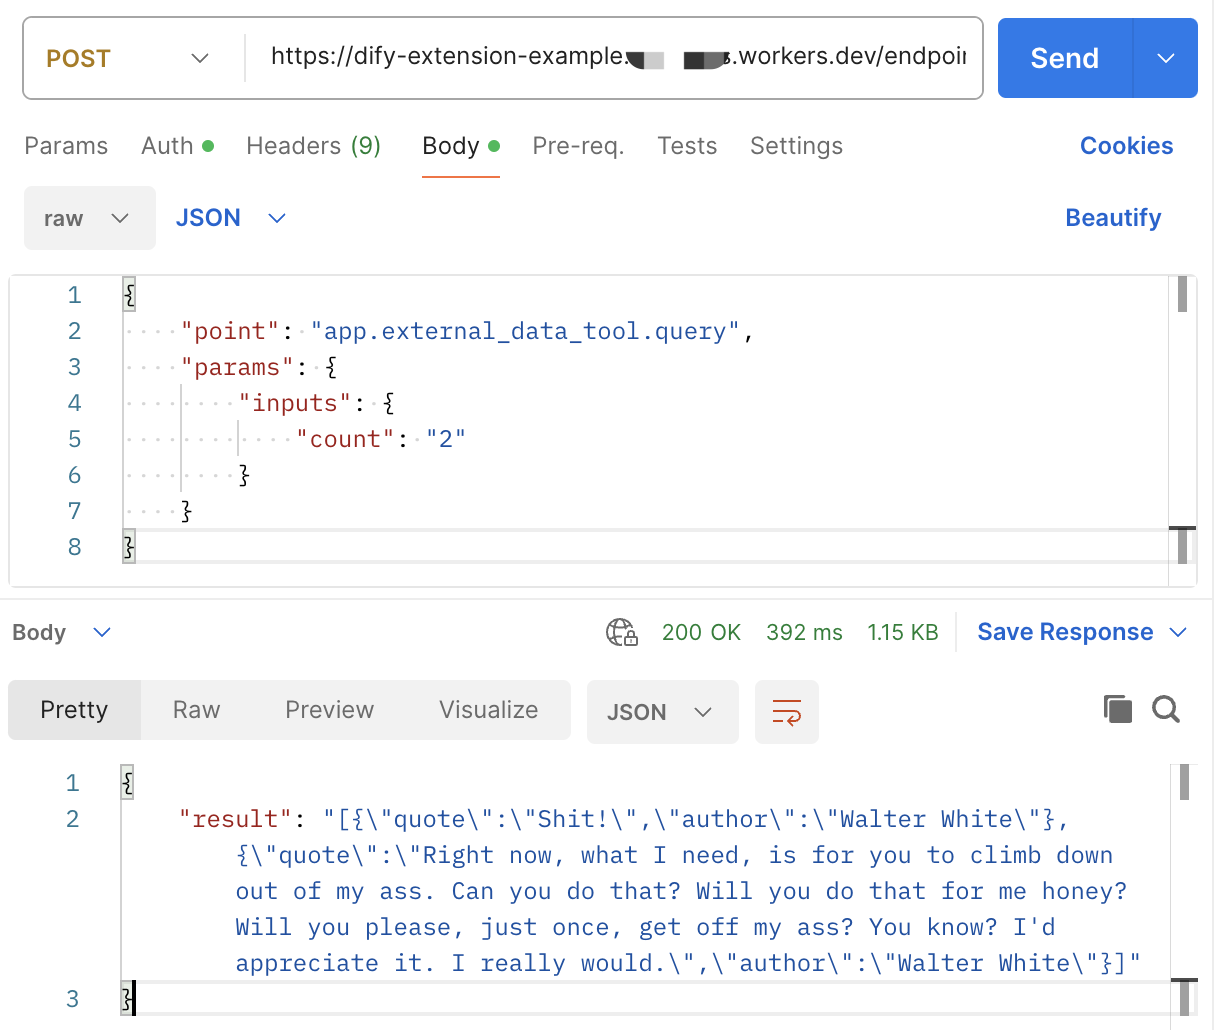 POST https://dify-extension-example. .workers.dev/endpoin Send
Params Auth Headers (9) Body Pre-req. Tests Settings Cookies
raw JSON Beautify
1 {
2 "point": "app.external_data_tool.query",
3 "params": {
4 "inputs": {
5 "count": "2"
6 }
7 }
8 }
Body 200 OK 392 ms 1.15 KB Save Response
Pretty Raw Preview Visualize JSON
1 {
2 "result": "[{\"quote\":\"Shit!\",\"author\":\"Walter White\"},
{\"quote\":\"Right now, what I need, is for you to climb down
out of my ass. Can you do that? Will you do that for me honey?
Will you please, just once, get off my ass? You know? I'd
appreciate it. I really would.\",\"author\":\"Walter White\"}]"
3 }